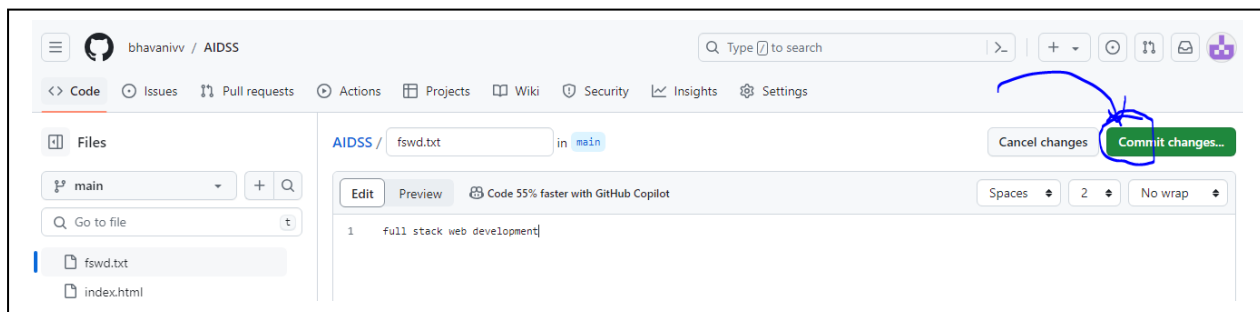 bhavanivv / AIDSS
Type / to search
Code Issues Pull requests Actions Projects Wiki Security Insights Settings
Files
AIDSS / fswd.txt in main
Cancel changes Commit changes...
main
Edit Preview Code 55% faster with GitHub Copilot
Spaces 2 No wrap
Go to file t
1 full stack web development
fswd.txt
index.html